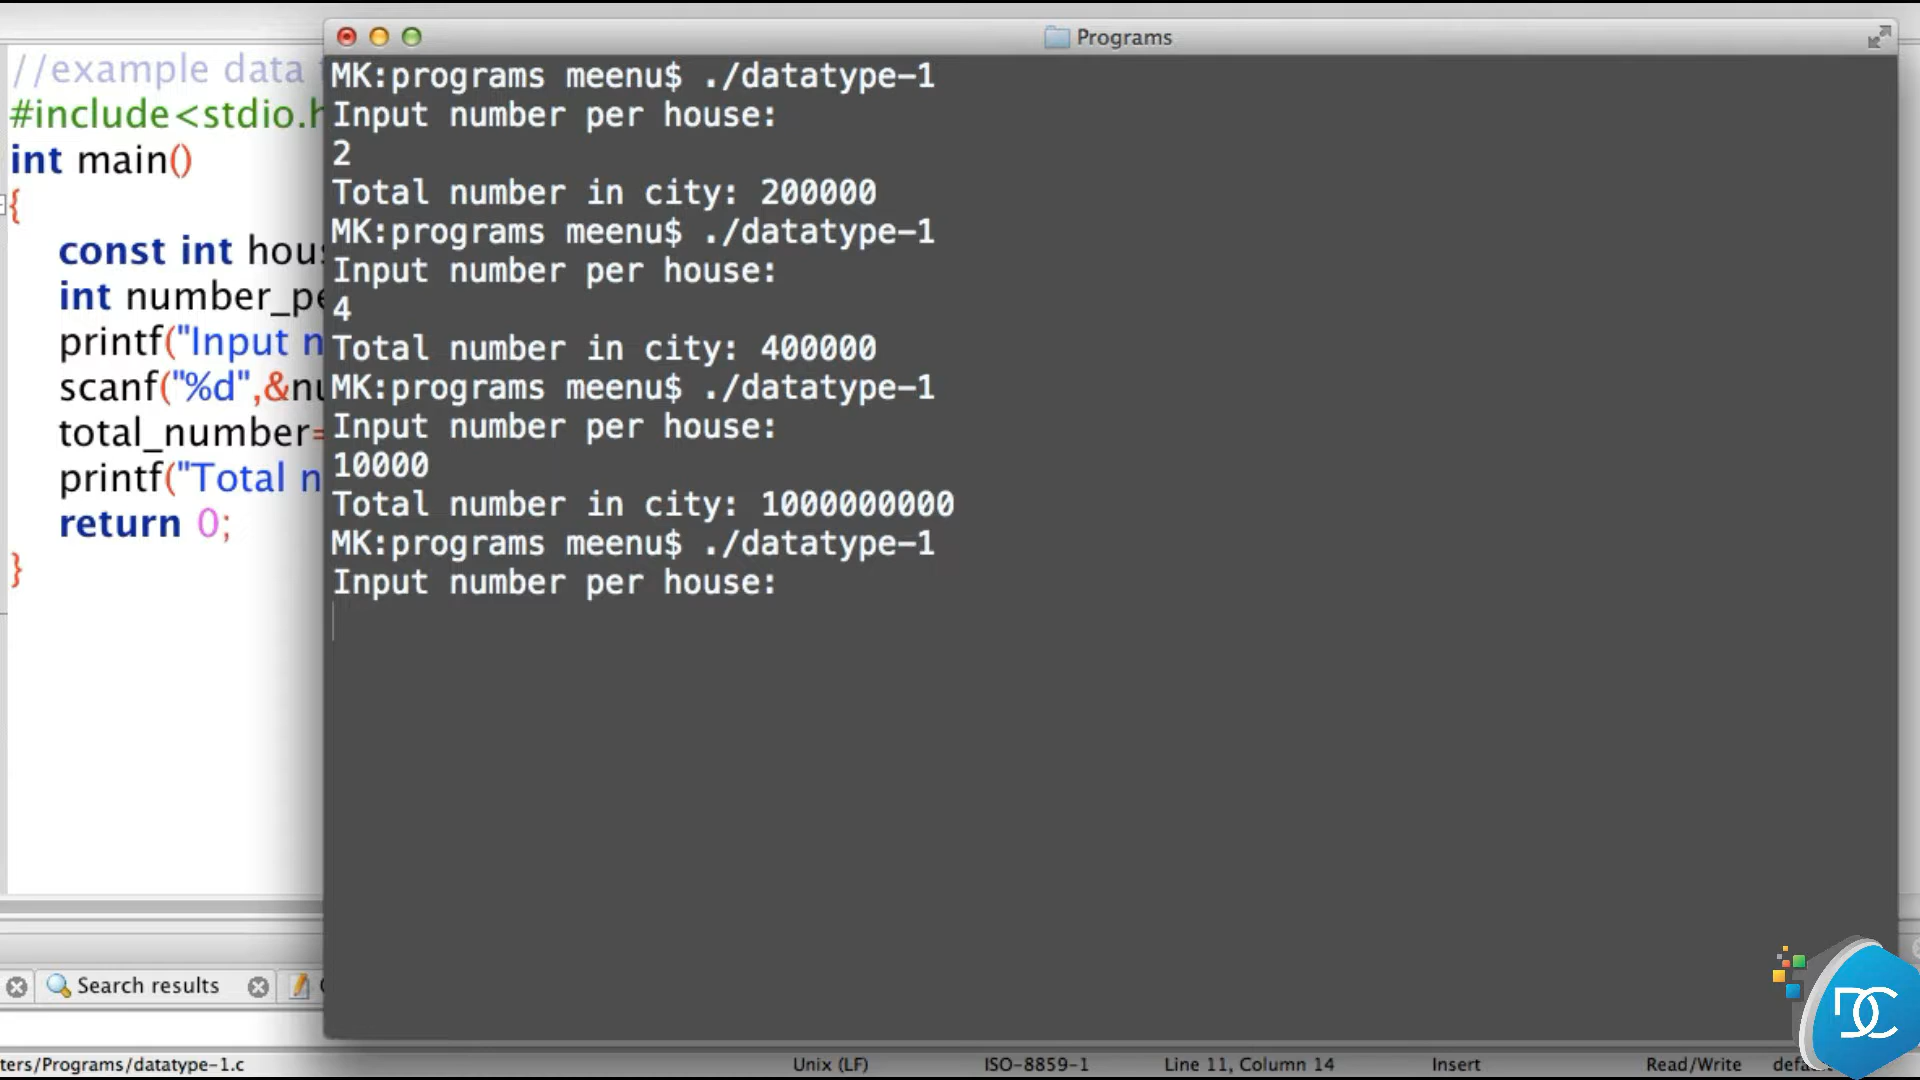 Programs
//example data
#include<stdio.h
int main()
{
const int hous
int number_pe
printf("Input n
scanf("%d",&nu
total_number=
printf("Total n
return 0;
}
MK:programs meenu$ ./datatype-1
Input number per house:
2
Total number in city: 200000
MK:programs meenu$ ./datatype-1
Input number per house:
4
Total number in city: 400000
MK:programs meenu$ ./datatype-1
Input number per house:
10000
Total number in city: 1000000000
MK:programs meenu$ ./datatype-1
Input number per house:
Search results
ters/Programs/datatype-1.c
Unix (LF)
ISO-8859-1
Line 11, Column 14
Insert
Read/Write
DC